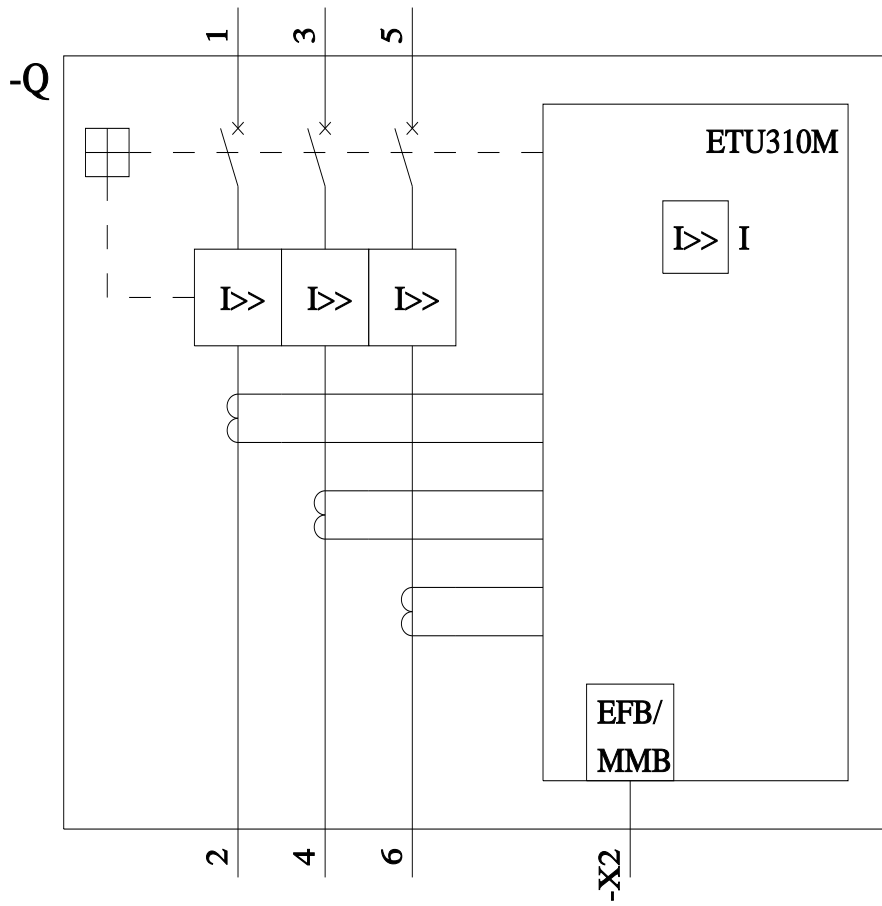 1 3 5
-Q
ETU310M
I>> I
I>> I>> I>>
EFB/
MMB
2 4 6 -X2